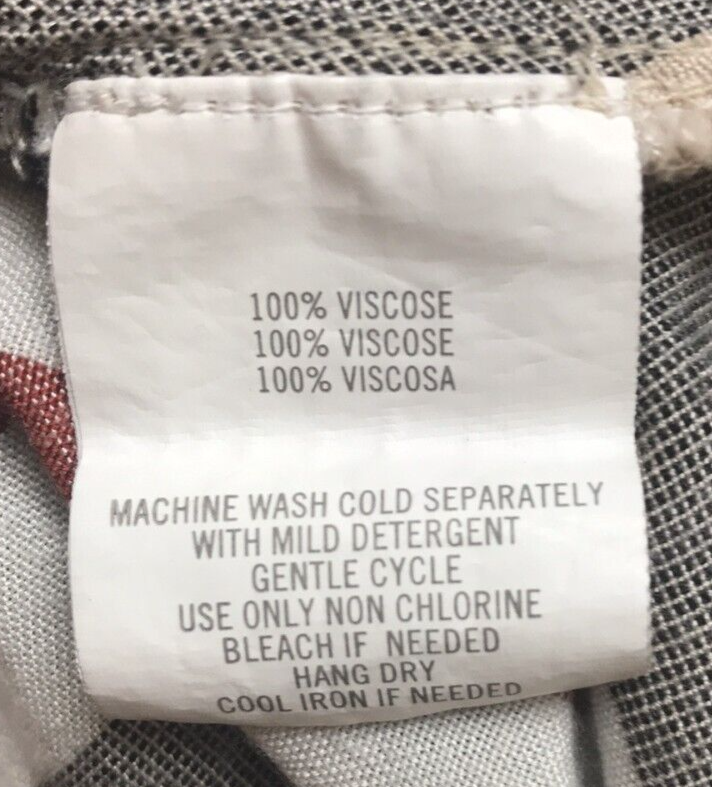 100% VISCOSE
100% VISCOSE
100% VISCOSA
MACHINE WASH COLD SEPARATELY
WITH MILD DETERGENT
GENTLE CYCLE
USE ONLY NON CHLORINE
BLEACH IF NEEDED
HANG DRY
COOL IRON IF NEEDED